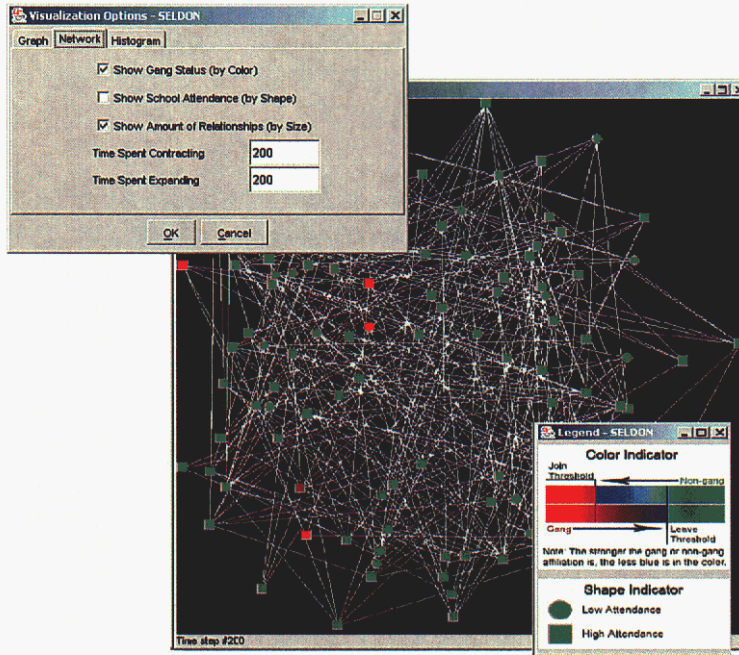 Visualization Options - SELDON
Graph
Network
Histogram
Show Gang Status (by Color)
Show School Attendance (by Shape)
Show Amount of Relationships (by Size)
Time Spent Contracting 200
Time Spent Expanding 200
OK
Cancel
Legend - SELDON
Color Indicator
Join
Threshold
Non-gang
Gang
Leave
Threshold
Note: The stronger the gang or non-gang
affiliation is, the less blue is in the color.
Shape Indicator
Low Attendance
High Attendance
Time step #200